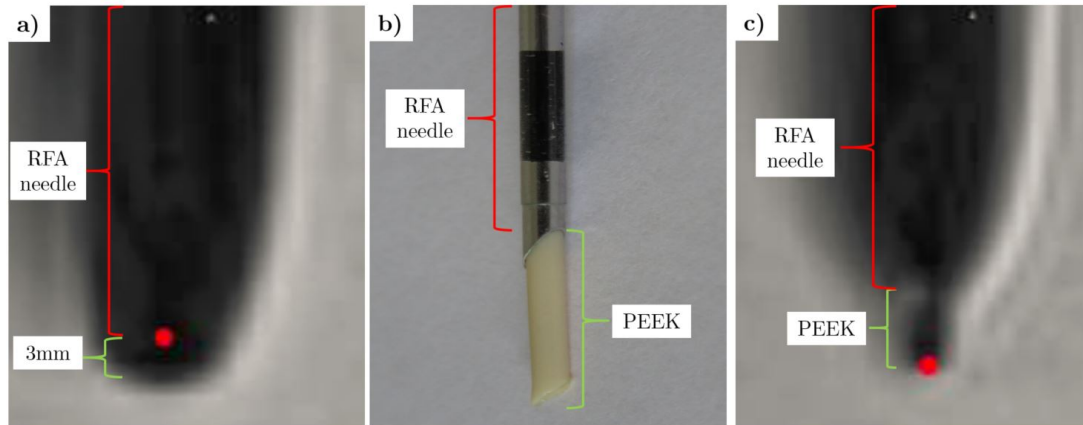 a)
RFA
needle
3mm
b)
RFA
needle
PEEK
c)
RFA
needle
PEEK